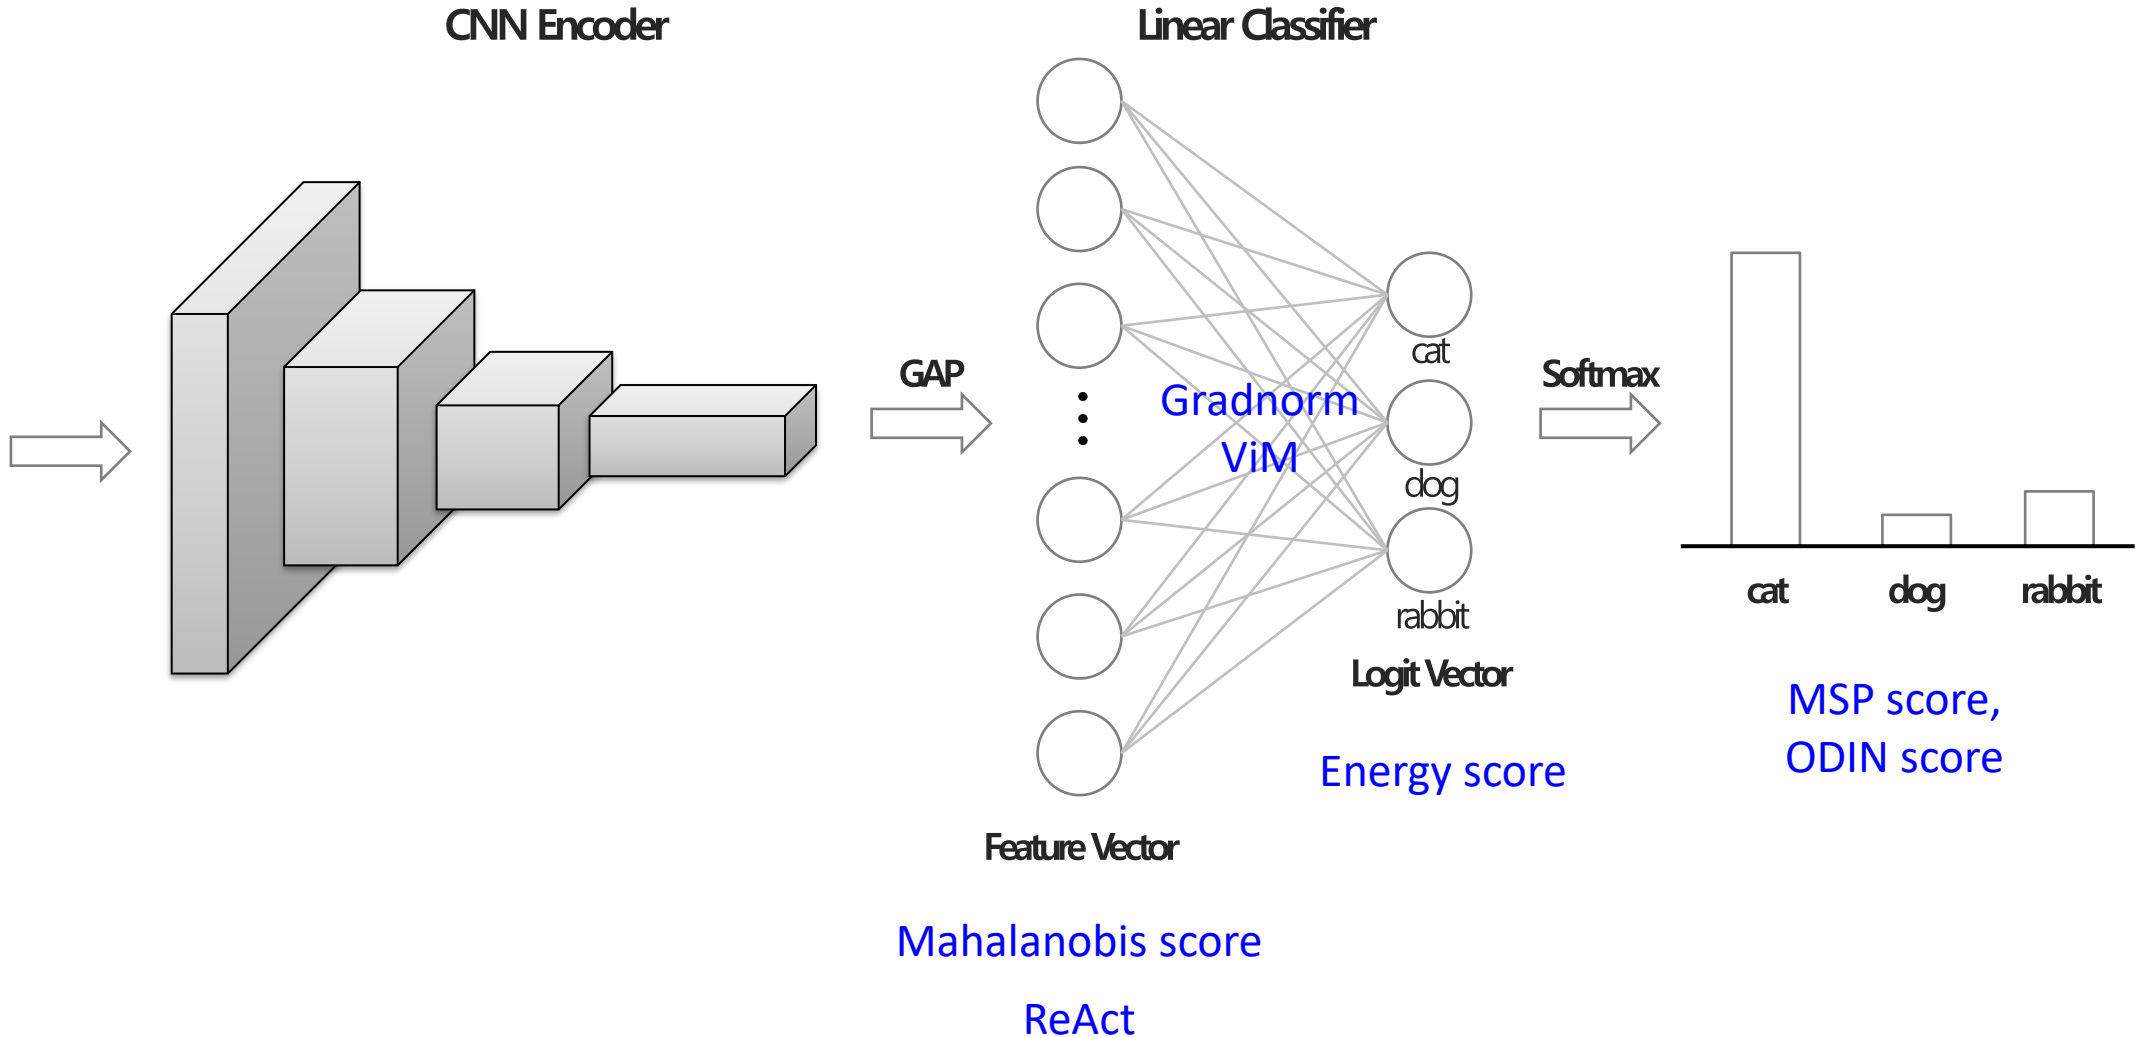 CNN Encoder
Linear Classifier
GAP
Gradnorm
ViM
cat
dog
rabbit
Logit Vector
Energy score
Softmax
cat dog rabbit
MSP score,
ODIN score
Feature Vector
Mahalanobis score
ReAct